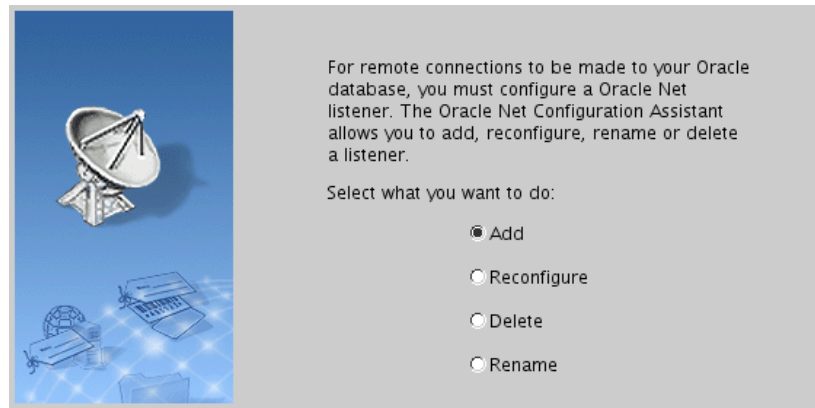 For remote connections to be made to your Oracle
database, you must configure a Oracle Net
listener. The Oracle Net Configuration Assistant
allows you to add, reconfigure, rename or delete
a listener.
Select what you want to do:
Add
Reconfigure
Delete
Rename